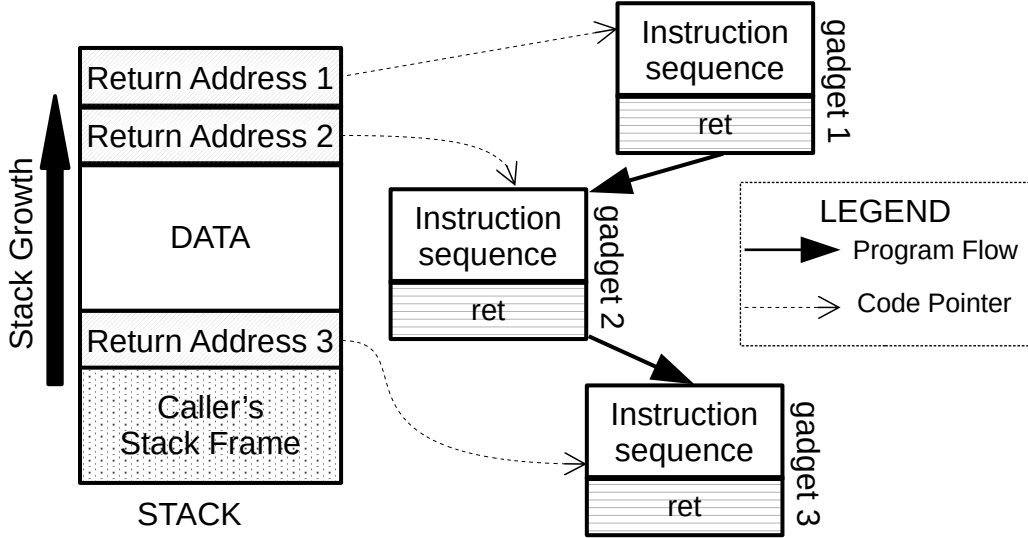 Return Address 1
Return Address 2
DATA
Return Address 3
Caller’s
Stack Frame
STACK
Stack Growth
Instruction
sequence
ret
gadget 1
Instruction
sequence
ret
gadget 2
Instruction
sequence
ret
gadget 3
LEGEND
Program Flow
Code Pointer